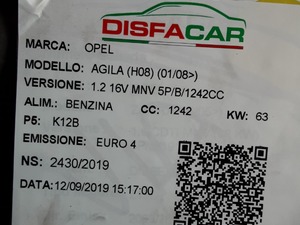 DISFACAR
MARCA: OPEL
MODELLO: AGILA (H08) (01/08>)
VERSIONE: 1.2 16V MNV 5P/B/1242CC
ALIM.: BENZINA CC: 1242 KW: 63
P5: K12B
EMISSIONE: EURO 4
NS: 2430/2019
DATA:12/09/2019 15:17:00